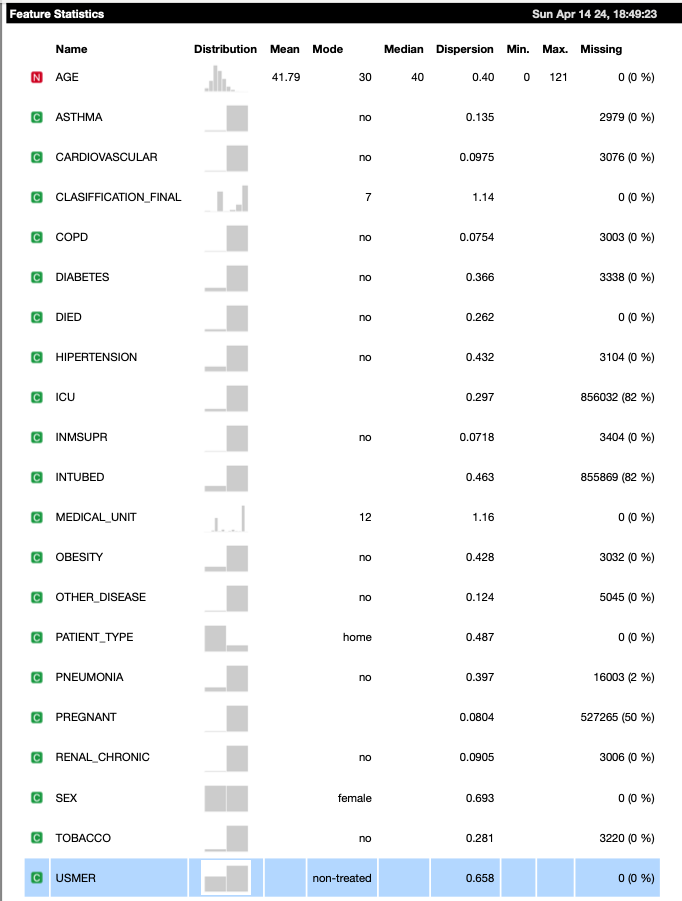 Feature Statistics Sun Apr 14 24, 18:49:23
Name Distribution Mean Mode Median Dispersion Min. Max. Missing
N AGE 41.79 30 40 0.40 0 121 0 (0 %)
C ASTHMA no 0.135 2979 (0 %)
C CARDIOVASCULAR no 0.0975 3076 (0 %)
C CLASIFFICATION_FINAL 7 1.14 0 (0 %)
C COPD no 0.0754 3003 (0 %)
C DIABETES no 0.366 3338 (0 %)
C DIED no 0.262 0 (0 %)
C HIPERTENSION no 0.432 3104 (0 %)
C ICU 0.297 856032 (82 %)
C INMSUPR no 0.0718 3404 (0 %)
C INTUBED 0.463 855869 (82 %)
C MEDICAL_UNIT 12 1.16 0 (0 %)
C OBESITY no 0.428 3032 (0 %)
C OTHER_DISEASE no 0.124 5045 (0 %)
C PATIENT_TYPE home 0.487 0 (0 %)
C PNEUMONIA no 0.397 16003 (2 %)
C PREGNANT 0.0804 527265 (50 %)
C RENAL_CHRONIC no 0.0905 3006 (0 %)
C SEX female 0.693 0 (0 %)
C TOBACCO no 0.281 3220 (0 %)
C USMER non-treated 0.658 0 (0 %)